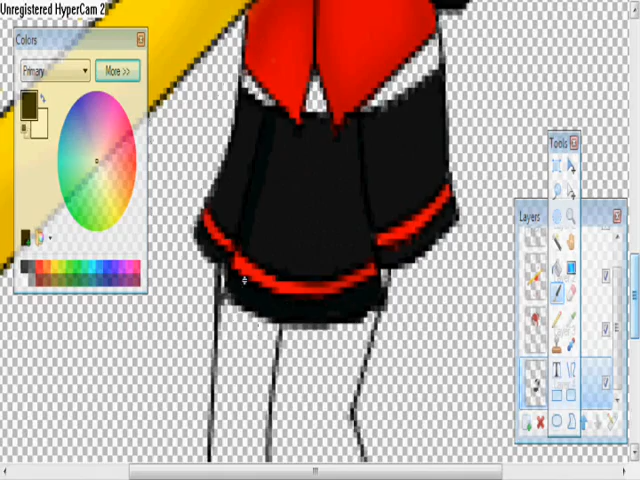 Unregistered HyperCam 2
Colors
Primary
More >>
Tools
Layers